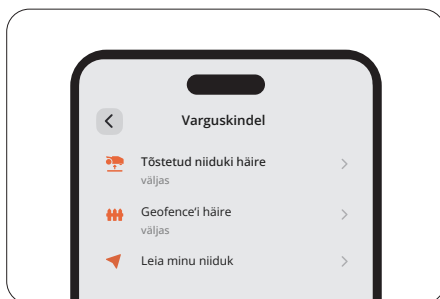 Varguskindel
Tõstetud niiduki häire
väljas
Geofence'i häire
väljas
Leia minu niiduk